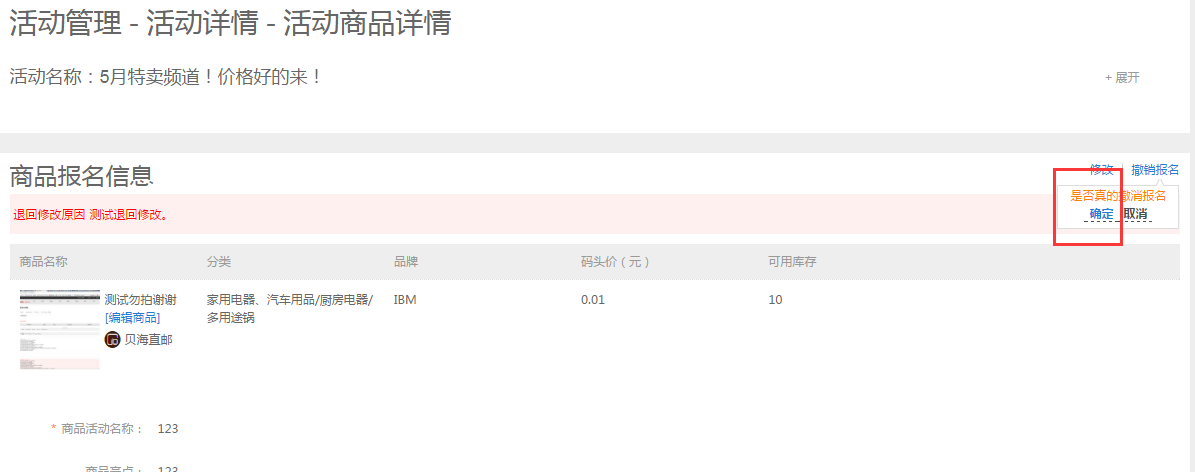 活动管理 - 活动详情 - 活动商品详情
活动名称：5月特卖频道！价格好的来！
+ 展开
商品报名信息
修改 | 撤销报名
是否真的撤消报名
确定 取消
退回修改原因 测试退回修改。
商品名称 分类 品牌 码头价（元） 可用库存
测试勿拍谢谢 家用电器、汽车用品/厨房电器/ IBM 0.01 10
[编辑商品] 多用途锅
贝海直邮
* 商品活动名称： 123
商品亮点： 123